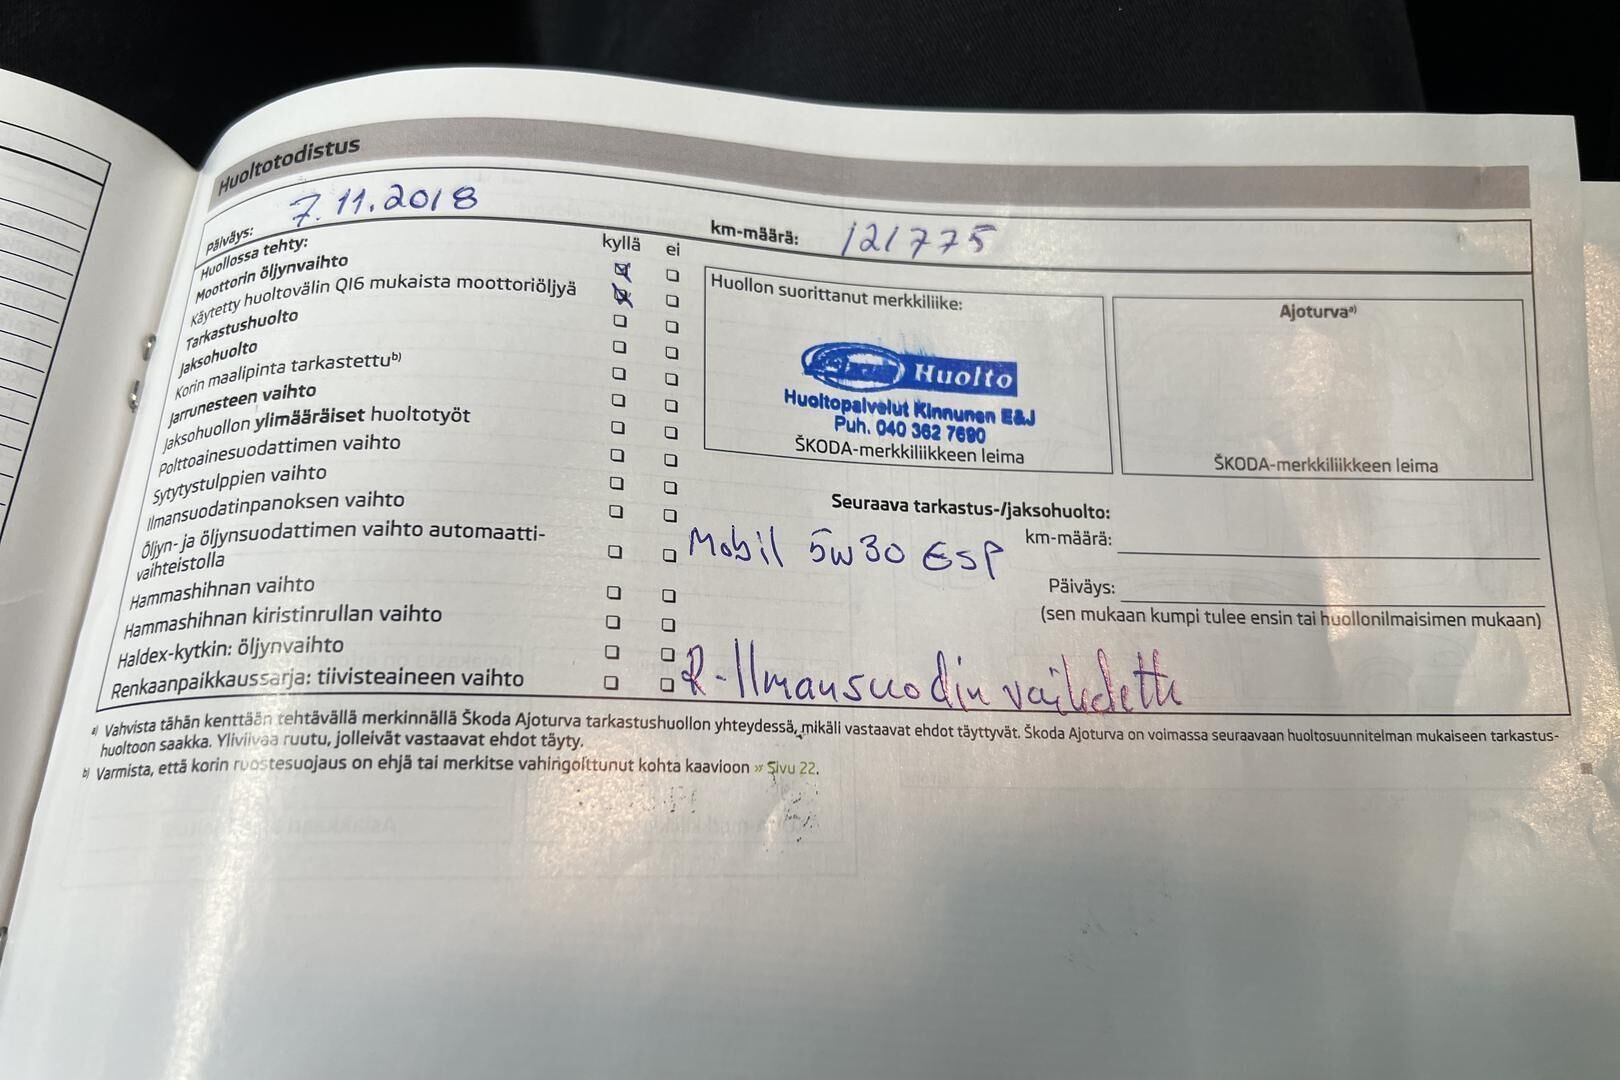 Huoltotodistus
Päiväys: 7.11.2018
km-määrä: 121775
Huollossa tehty: kyllä ei
Moottorin öljynvaihto
Käytetty huoltovälin QI6 mukaista moottoriöljyä
Tarkastushuolto
Jaksohuolto
Korin maalipinta tarkastettu b)
Jarrunesteen vaihto
Jaksohuollon ylimääräiset huoltotyöt
Polttoainesuodattimen vaihto
Sytytystulppien vaihto
Ilmansuodatinpanoksen vaihto
Öljyn- ja öljynsuodattimen vaihto automaatti-
vaihteistolla
Hammashihnan vaihto
Hammashihnan kiristinrullan vaihto
Haldex-kytkin: öljynvaihto
Renkaanpaikkaussarja: tiivisteaineen vaihto
Huollon suorittanut merkkiliike:
Huolto
Huoltopalvelut Kinnunen E&J
Puh. 040 362 7690
ŠKODA-merkkiliikkeen leima
Ajoturva a)
ŠKODA-merkkiliikkeen leima
Seuraava tarkastus-/jaksohuolto:
km-määrä:
Mobil 5w30 ESP
Päiväys:
(sen mukaan kumpi tulee ensin tai huollonilmaisimen mukaan)
R-Ilmansuodin vaihdettu
a) Vahvista tähän kenttään tehtävällä merkinnällä Škoda Ajoturva tarkastushuollon yhteydessä, mikäli vastaavat ehdot täyttyvät. Škoda Ajoturva on voimassa seuraavaan huoltosuunnitelman mukaiseen tarkastus-
huoltoon saakka. Yliviivaa ruutu, jolleivät vastaavat ehdot täyty.
b) Varmista, että korin ruostesuojaus on ehjä tai merkitse vahingoittunut kohta kaavioon » Sivu 22.